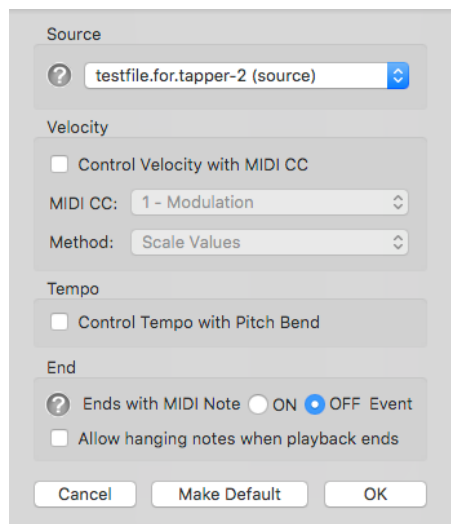 Source
? testfile.for.tapper-2 (source)
Velocity
Control Velocity with MIDI CC
MIDI CC: 1 - Modulation
Method: Scale Values
Tempo
Control Tempo with Pitch Bend
End
? Ends with MIDI Note ON OFF Event
Allow hanging notes when playback ends
Cancel Make Default OK